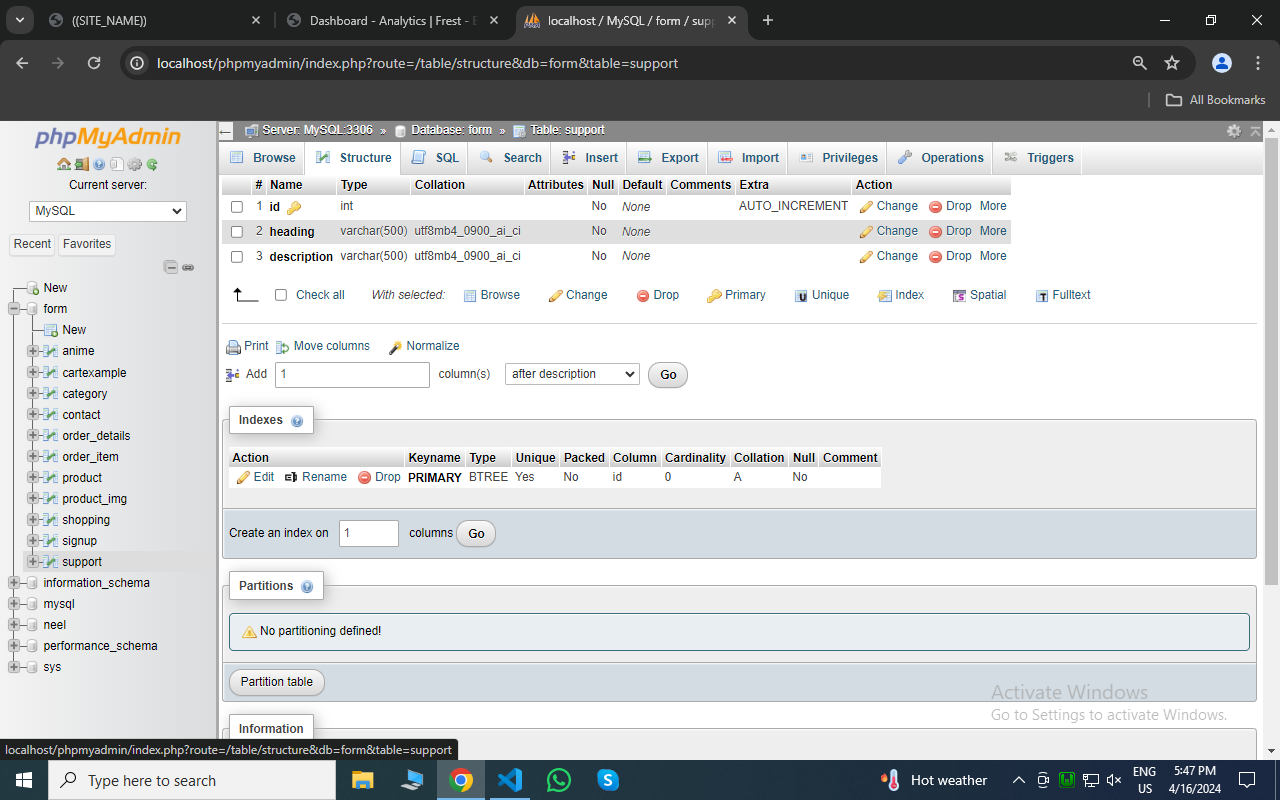 ((SITE_NAME))
Dashboard - Analytics | Frest - B
localhost / MySQL / form / supp
localhost/phpmyadmin/index.php?route=/table/structure&db=form&table=support
All Bookmarks
phpMyAdmin
Current server:
MySQL
Recent Favorites
New
form
New
anime
cartexample
category
contact
order_details
order_item
product
product_img
shopping
signup
support
information_schema
mysql
neel
performance_schema
sys
Server: MySQL:3306 » Database: form » Table: support
Browse Structure SQL Search Insert Export Import Privileges Operations Triggers
# Name Type Collation Attributes Null Default Comments Extra Action
1 id int No None AUTO_INCREMENT Change Drop More
2 heading varchar(500) utf8mb4_0900_ai_ci No None Change Drop More
3 description varchar(500) utf8mb4_0900_ai_ci No None Change Drop More
Check all With selected: Browse Change Drop Primary Unique Index Spatial Fulltext
Print Move columns Normalize
Add 1 column(s) after description Go
Indexes
Action Keyname Type Unique Packed Column Cardinality Collation Null Comment
Edit Rename Drop PRIMARY BTREE Yes No id 0 A No
Create an index on 1 columns Go
Partitions
No partitioning defined!
Partition table
Information
Activate Windows
Go to Settings to activate Windows.
localhost/phpmyadmin/index.php?route=/table/structure&db=form&table=support
Type here to search
Hot weather
ENG
US
5:47 PM
4/16/2024